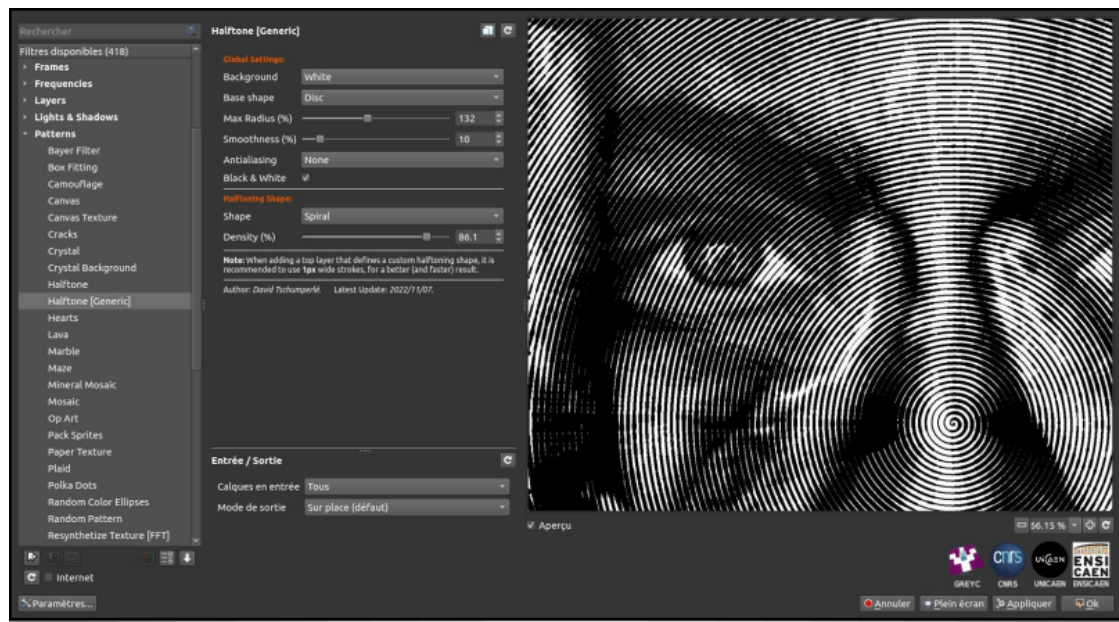 Rechercher
Filtres disponibles (418)
Frames
Frequencies
Layers
Lights & Shadows
Patterns
Bayer Filter
Box Fitting
Camouflage
Canvas
Canvas Texture
Cracks
Crystal
Crystal Background
Halftone
Halftone [Generic]
Hearts
Lava
Marble
Maze
Mineral Mosaic
Mosaic
Op Art
Pack Sprites
Paper Texture
Plaid
Polka Dots
Random Color Ellipses
Random Pattern
Resynthetize Texture [FFT]
Internet
Paramètres...
Halftone [Generic]
Global Settings:
Background White
Base shape Disc
Max Radius (%) 132
Smoothness (%) 10
Antialiasing None
Black & White
Halftoning Shape:
Shape Spiral
Density (%) 86.1
Note: When adding a top layer that defines a custom halftoning shape, it is
recommended to use 1px wide strokes, for a better (and faster) result.
Author: David Tschumperlé. Latest Update: 2022/11/07.
Entrée / Sortie
Calques en entrée Tous
Mode de sortie Sur place (défaut)
Aperçu
56.15 %
CNRS UNICAEN ENSI
CAEN
GREYC CNRS UNICAEN ENSICAEN
Annuler Plein écran Appliquer Ok